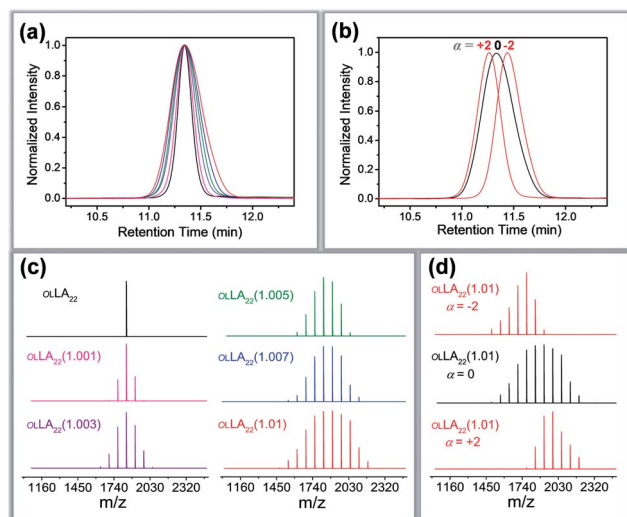 (a)
Normalized Intensity
1.0
0.8
0.6
0.4
0.2
0.0
10.5 11.0 11.5 12.0
Retention Time (min)
(b)
α = +2 0 -2
Normalized Intensity
1.0
0.8
0.6
0.4
0.2
0.0
10.5 11.0 11.5 12.0
Retention Time (min)
(c)
OLLA₂₂
OLLA₂₂(1.001)
OLLA₂₂(1.003)
1160 1450 1740 2030 2320
m/z
OLLA₂₂(1.005)
OLLA₂₂(1.007)
OLLA₂₂(1.01)
1160 1450 1740 2030 2320
m/z
(d)
OLLA₂₂(1.01)
α = -2
OLLA₂₂(1.01)
α = 0
OLLA₂₂(1.01)
α = +2
1160 1450 1740 2030 2320
m/z